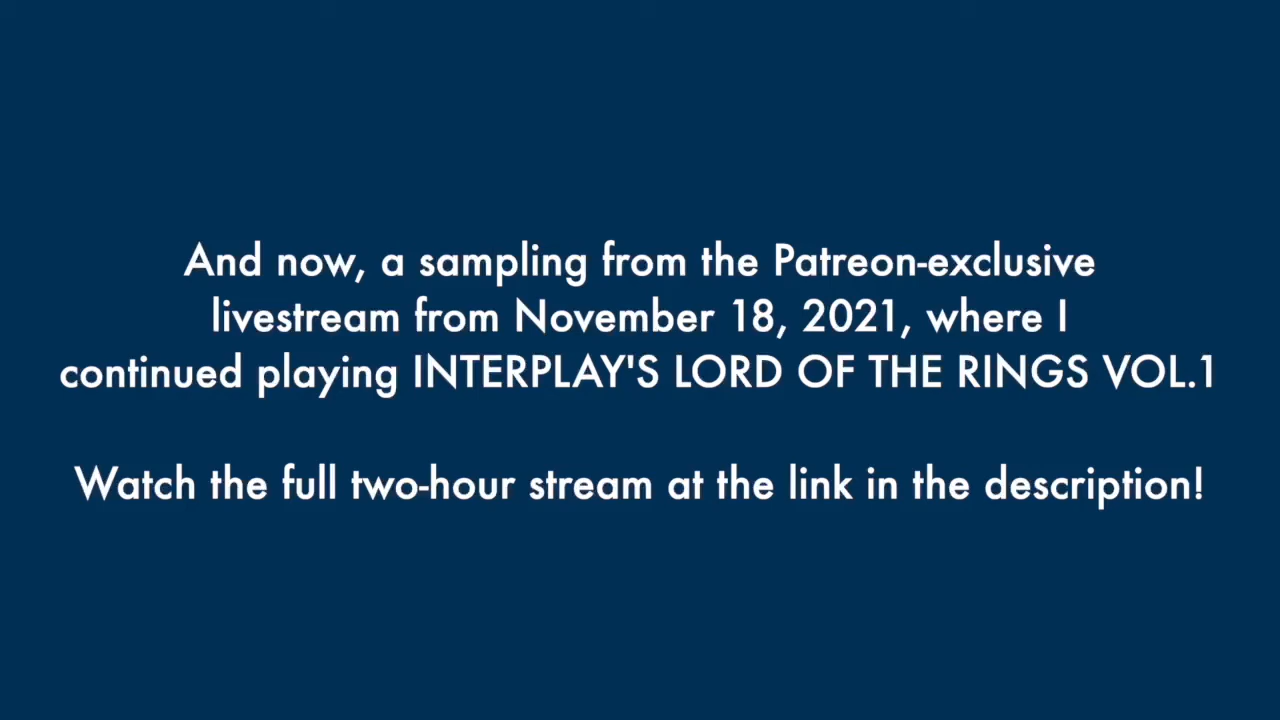 And now, a sampling from the Patreon-exclusive
livestream from November 18, 2021, where I
continued playing INTERPLAY'S LORD OF THE RINGS VOL.1
Watch the full two-hour stream at the link in the description!